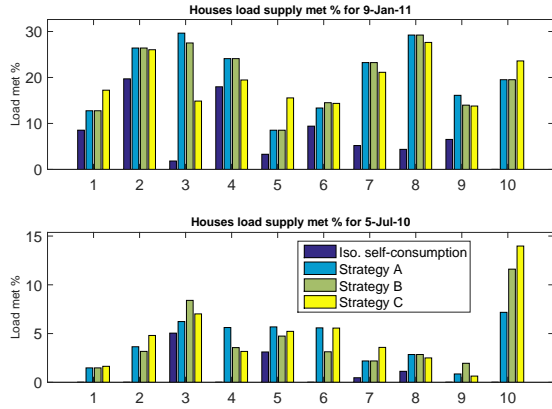 Houses load supply met % for 9-Jan-11
Load met %
30
20
10
0
1 2 3 4 5 6 7 8 9 10
Houses load supply met % for 5-Jul-10
Load met %
15
10
5
0
Iso. self-consumption
Strategy A
Strategy B
Strategy C
1 2 3 4 5 6 7 8 9 10